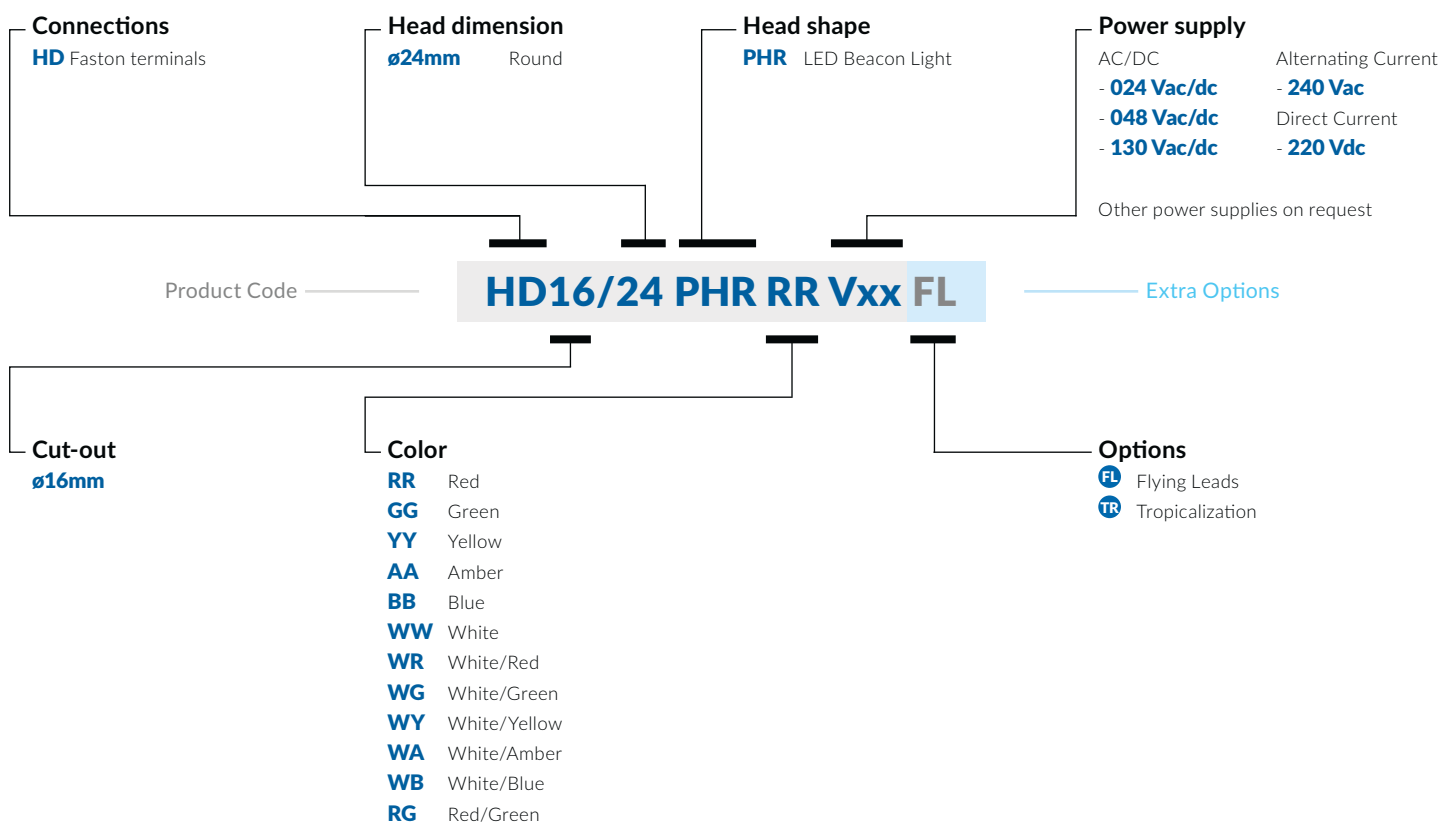 Connections
HD Faston terminals
Head dimension
ø24mm Round
Head shape
PHR LED Beacon Light
Power supply
AC/DC Alternating Current
- 024 Vac/dc - 240 Vac
- 048 Vac/dc Direct Current
- 130 Vac/dc - 220 Vdc
Other power supplies on request
Product Code HD16/24 PHR RR Vxx FL Extra Options
Cut-out
ø16mm
Color
RR Red
GG Green
YY Yellow
AA Amber
BB Blue
WW White
WR White/Red
WG White/Green
WY White/Yellow
WA White/Amber
WB White/Blue
RG Red/Green
Options
FL Flying Leads
TR Tropicalization